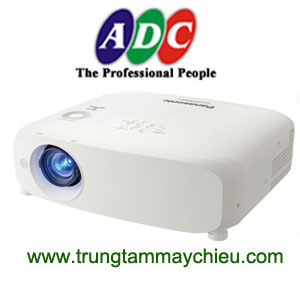 ADC
The Professional People
Panasonic
www.trungtammaychieu.com